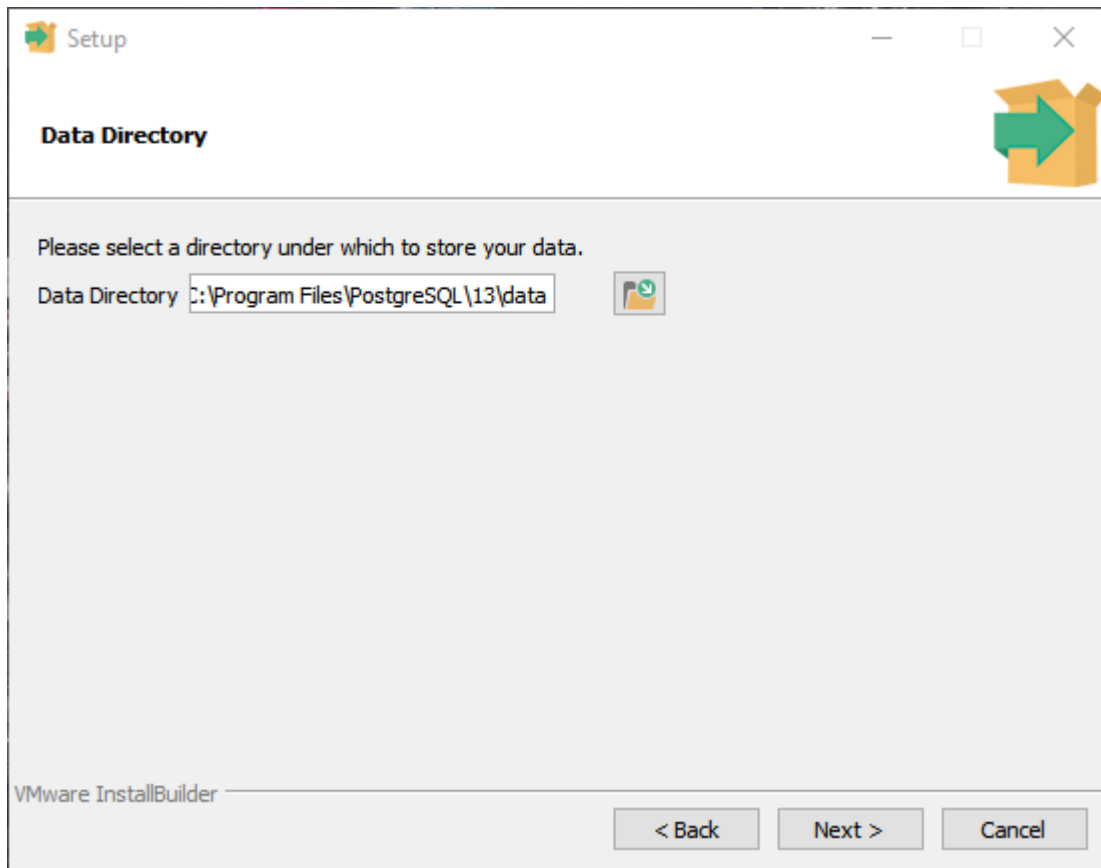 Setup
Data Directory
Please select a directory under which to store your data.
Data Directory C:\Program Files\PostgreSQL\13\data
VMware InstallBuilder
< Back Next > Cancel